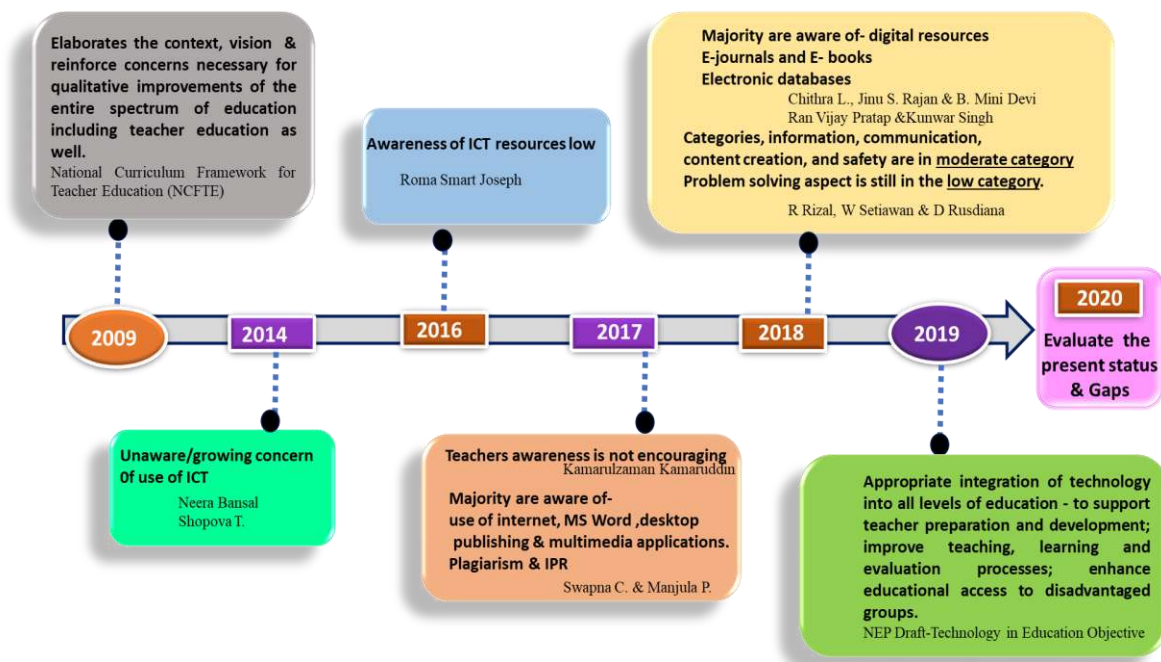 Elaborates the context, vision &
reinforce concerns necessary for
qualitative improvements of the
entire spectrum of education
including teacher education as
well.
National Curriculum Framework for
Teacher Education (NCFTE)
Awareness of ICT resources low
Roma Smart Joseph
Majority are aware of- digital resources
E-journals and E- books
Electronic databases
Chithra L., Jinu S. Rajan & B. Mini Devi
Ran Vijay Pratap &Kunwar Singh
Categories, information, communication,
content creation, and safety are in moderate category
Problem solving aspect is still in the low category.
R Rizal, W Setiawan & D Rusdiana
2009
2014
2016
2017
2018
2019
2020
Evaluate the
present status
& Gaps
Unaware/growing concern
0f use of ICT
Neera Bansal
Shopova T.
Teachers awareness is not encouraging
Kamarulzaman Kamaruddin
Majority are aware of-
use of internet, MS Word ,desktop
publishing & multimedia applications.
Plagiarism & IPR
Swapna C. & Manjula P.
Appropriate integration of technology
into all levels of education - to support
teacher preparation and development;
improve teaching, learning and
evaluation processes; enhance
educational access to disadvantaged
groups.
NEP Draft-Technology in Education Objective